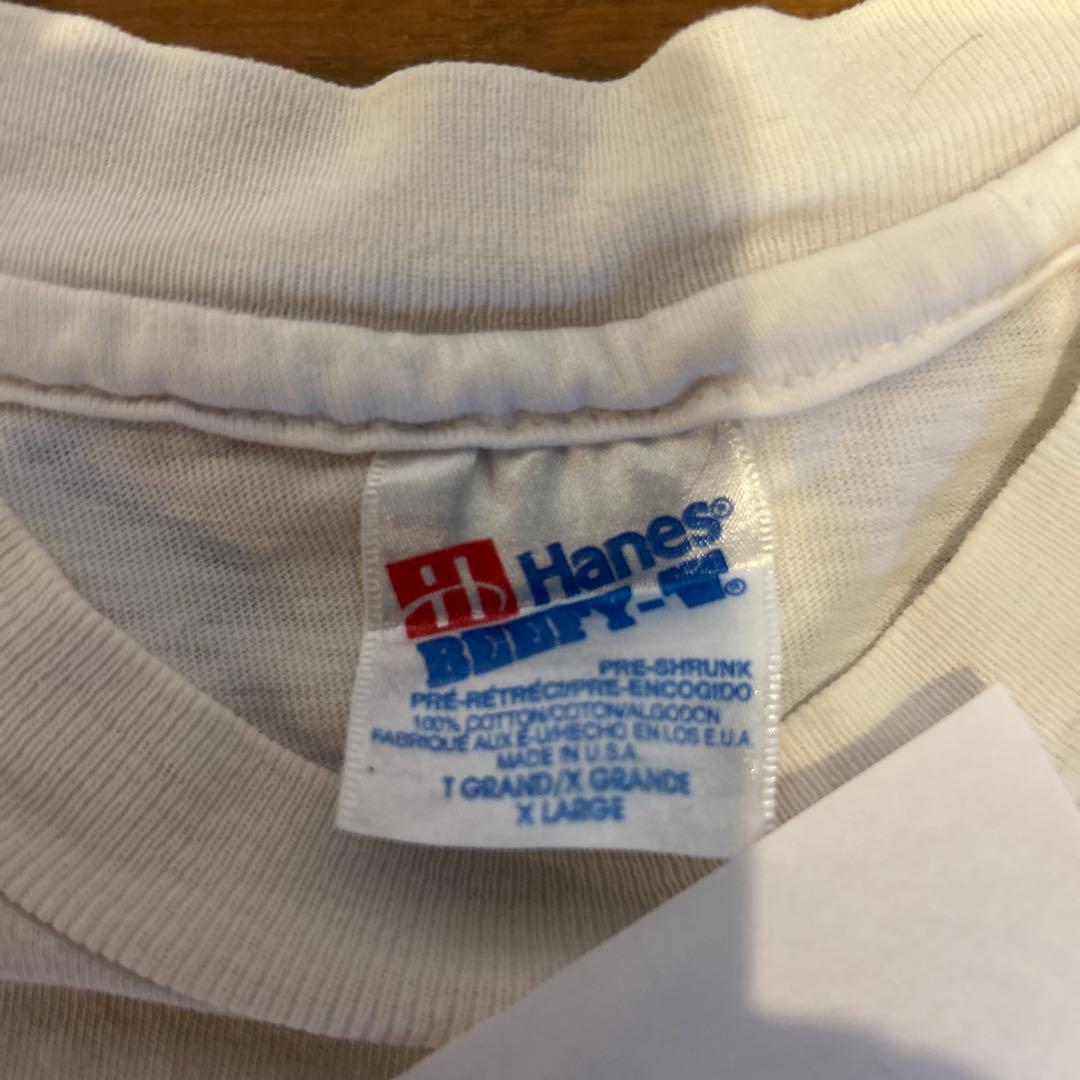 Hanes®
BEEFY-T®
PRE-SHRUNK
PRÉ-RÉTRÉCI/PRE-ENCOGIDO
100% COTTON/COTON/ALGODON
FABRIQUÉ AUX É-U/HECHO EN LOS E.U.A.
MADE IN U.S.A.
T GRAND/X GRANDE
X LARGE